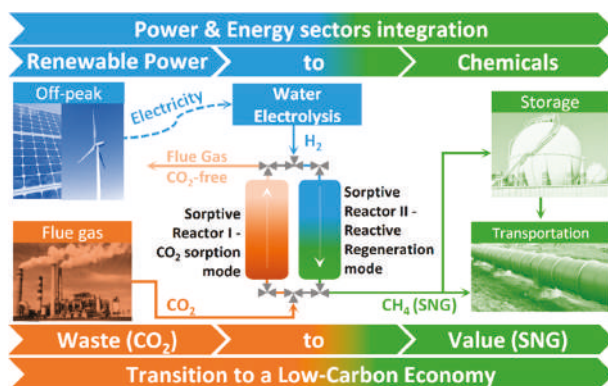 Power & Energy sectors integration
Renewable Power to Chemicals
Off-peak
Electricity
Water
Electrolysis
Storage
H₂
Flue Gas
CO₂-free
Sorptive
Reactor I -
CO₂ sorption
mode
Sorptive
Reactor II -
Reactive
Regeneration
mode
Transportation
Flue gas
CO₂
CH₄ (SNG)
Waste (CO₂) to Value (SNG)
Transition to a Low-Carbon Economy